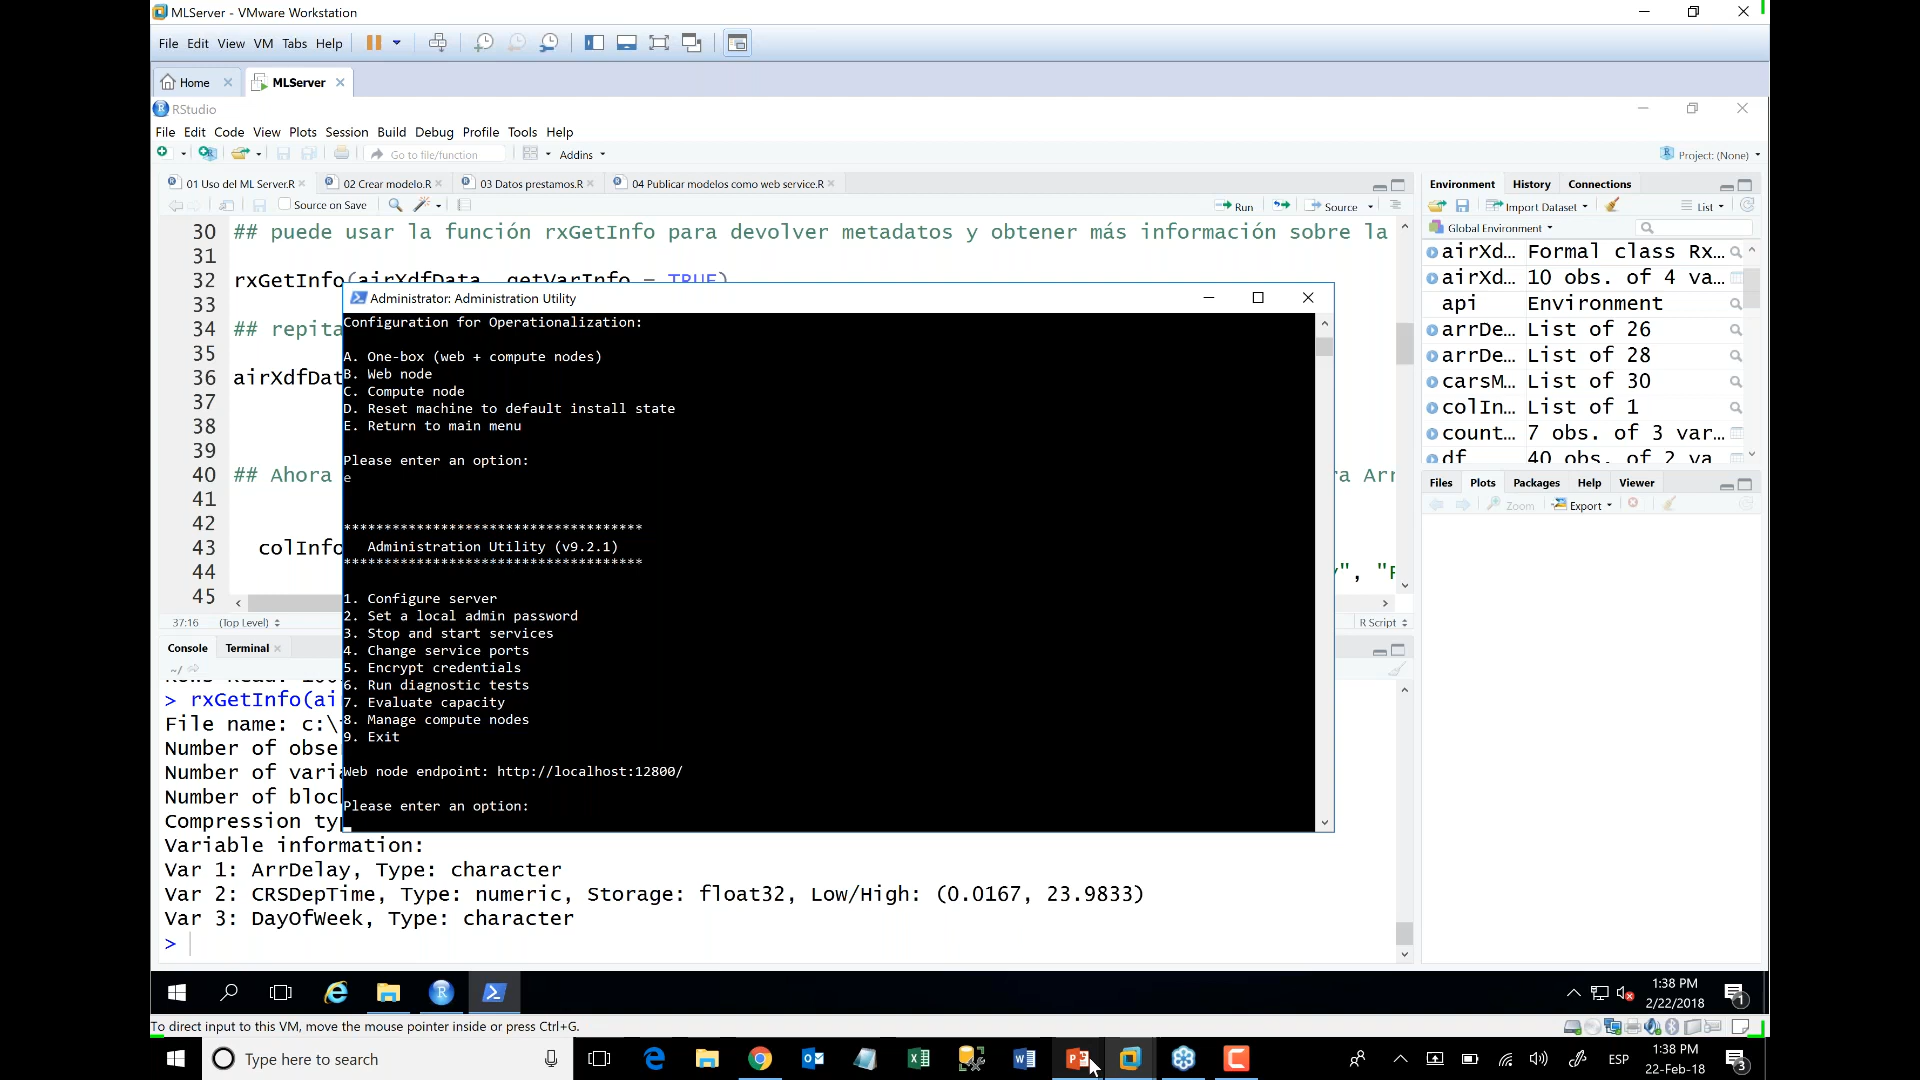 MLServer - VMware Workstation
File Edit View VM Tabs Help
Home MLServer
RStudio
File Edit Code View Plots Session Build Debug Profile Tools Help
Go to file/function Addins Project: (None)
01 Uso del ML Server.R 02 Crear modelo.R 03 Datos prestamos.R 04 Publicar modelos como web service.R
Source on Save Run Source
30 ## puede usar la función rxGetInfo para devolver metadatos y obtener más información sobre la
31
32 rxGetInfo(airXdfData, getVarInfo = TRUE)
33
34 ## repita
35
36 airXdfDat
37
38
39
40 ## Ahora a Arr
41
42
43 colInfo
44 ", "F
45
37:16 (Top Level) R Script
Environment History Connections
Import Dataset List
Global Environment
airXd... Formal class Rx...
airXd... 10 obs. of 4 va...
api Environment
arrDe... List of 26
arrDe... List of 28
carsM... List of 30
colIn... List of 1
count... 7 obs. of 3 var...
df 40 obs. of 2 va
Files Plots Packages Help Viewer
Zoom Export
Administrator: Administration Utility
Configuration for Operationalization:
A. One-box (web + compute nodes)
B. Web node
C. Compute node
D. Reset machine to default install state
E. Return to main menu
Please enter an option:
e
*************************************
Administration Utility (v9.2.1)
*************************************
1. Configure server
2. Set a local admin password
3. Stop and start services
4. Change service ports
5. Encrypt credentials
6. Run diagnostic tests
7. Evaluate capacity
8. Manage compute nodes
9. Exit
Web node endpoint: http://localhost:12800/
Please enter an option:
Console Terminal
~/
> rxGetInfo(ai
File name: c:\
Number of obse
Number of varia
Number of bloc
Compression ty
Variable information:
Var 1: ArrDelay, Type: character
Var 2: CRSDepTime, Type: numeric, Storage: float32, Low/High: (0.0167, 23.9833)
Var 3: DayOfWeek, Type: character
>
1:38 PM
2/22/2018
1
To direct input to this VM, move the mouse pointer inside or press Ctrl+G.
Type here to search
ESP
1:38 PM
22-Feb-18
3